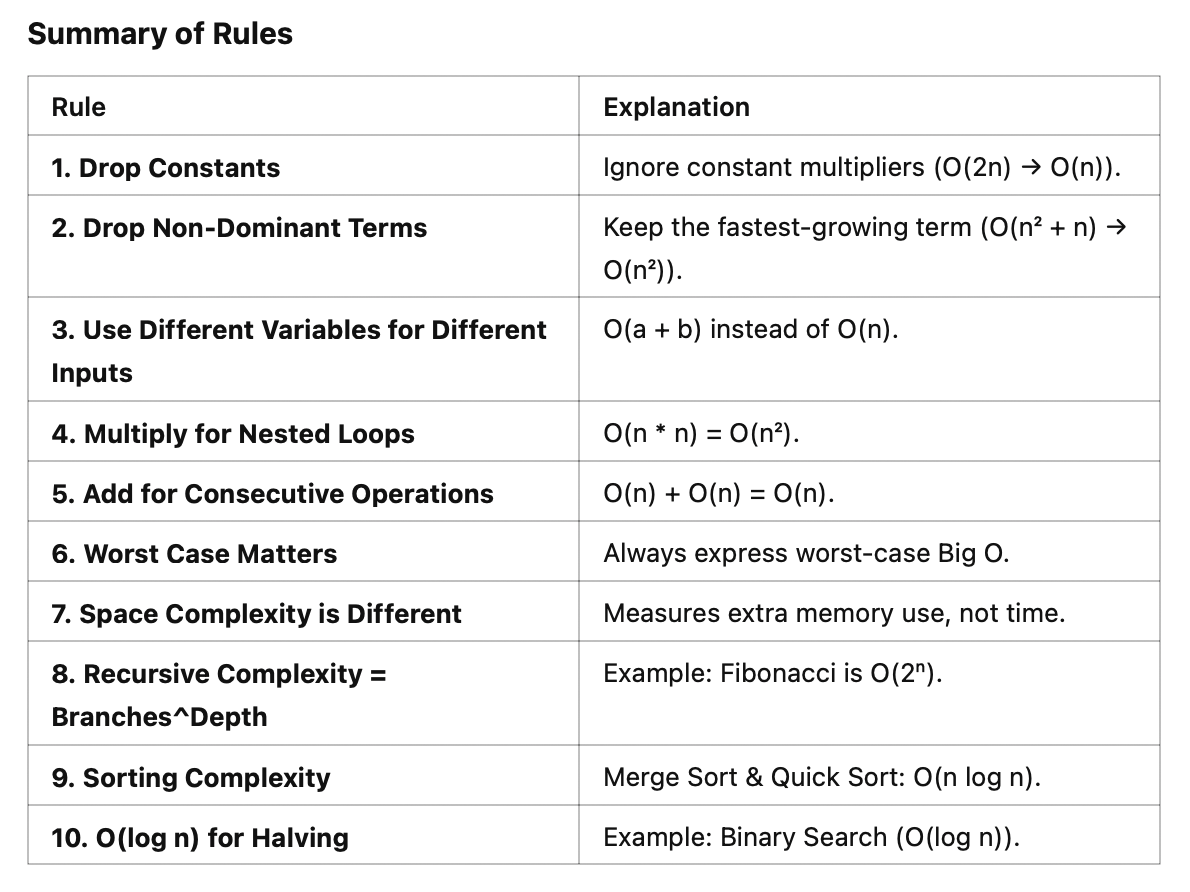 Summary of Rules
Rule
Explanation
1. Drop Constants
Ignore constant multipliers (O(2n) → O(n)).
2. Drop Non-Dominant Terms
Keep the fastest-growing term (O(n² + n) →
O(n²)).
3. Use Different Variables for Different
Inputs
O(a + b) instead of O(n).
4. Multiply for Nested Loops
O(n * n) = O(n²).
5. Add for Consecutive Operations
O(n) + O(n) = O(n).
6. Worst Case Matters
Always express worst-case Big O.
7. Space Complexity is Different
Measures extra memory use, not time.
8. Recursive Complexity =
Branches^Depth
Example: Fibonacci is O(2ⁿ).
9. Sorting Complexity
Merge Sort & Quick Sort: O(n log n).
10. O(log n) for Halving
Example: Binary Search (O(log n)).